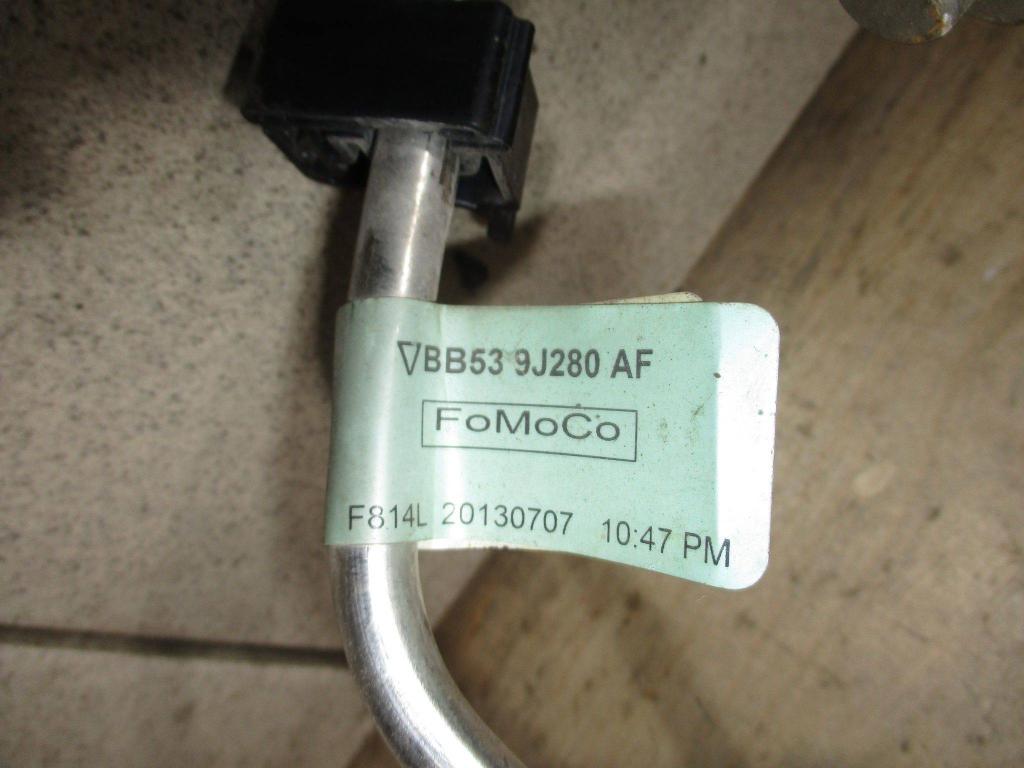 ▽BB53 9J280 AF
FoMoCo
F814L 20130707 10:47 PM